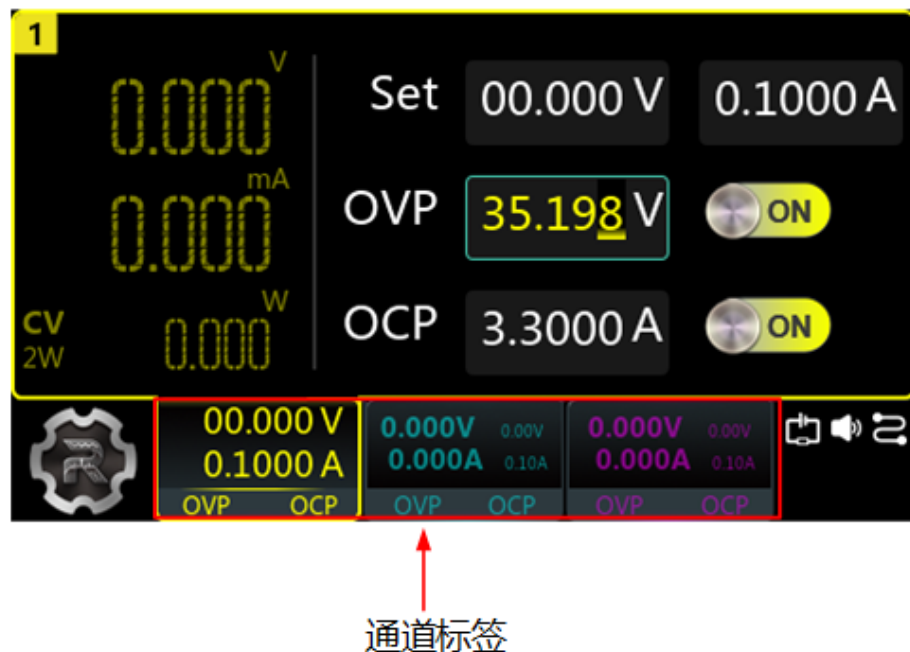 1
V
0.000
Set 00.000 V 0.1000 A
mA
0.000
OVP 35.198 V ON
W
CV
2W
0.000
OCP 3.3000 A ON
00.000 V
0.1000 A
OVP OCP
0.000V 0.00V
0.000A 0.10A
OVP OCP
0.000V 0.00V
0.000A 0.10A
OVP OCP
R
通道标签